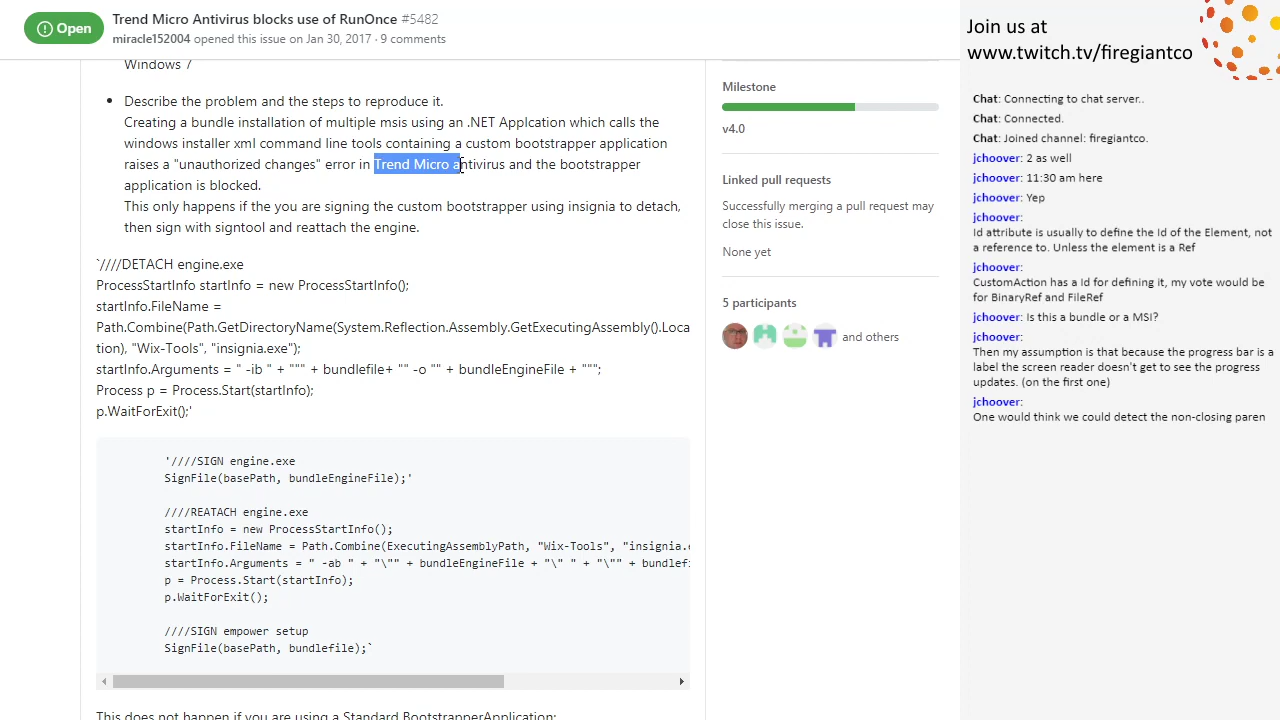 Open
Trend Micro Antivirus blocks use of RunOnce #5482
miracle152004 opened this issue on Jan 30, 2017 · 9 comments
Windows 7
• Describe the problem and the steps to reproduce it.
Creating a bundle installation of multiple msis using an .NET Applcation which calls the
windows installer xml command line tools containing a custom bootstrapper application
raises a "unauthorized changes" error in Trend Micro antivirus and the bootstrapper
application is blocked.
This only happens if the you are signing the custom bootstrapper using insignia to detach,
then sign with signtool and reattach the engine.
`////DETACH engine.exe
ProcessStartInfo startInfo = new ProcessStartInfo();
startInfo.FileName =
Path.Combine(Path.GetDirectoryName(System.Reflection.Assembly.GetExecutingAssembly().Loca
tion), "Wix-Tools", "insignia.exe");
startInfo.Arguments = " -ib " + """ + bundlefile+ "" -o "" + bundleEngineFile + """;
Process p = Process.Start(startInfo);
p.WaitForExit();'
'////SIGN engine.exe
SignFile(basePath, bundleEngineFile);'
////REATACH engine.exe
startInfo = new ProcessStartInfo();
startInfo.FileName = Path.Combine(ExecutingAssemblyPath, "Wix-Tools", "insignia.e
startInfo.Arguments = " -ab " + "\"" + bundleEngineFile + "\" " + "\"" + bundlefi
p = Process.Start(startInfo);
p.WaitForExit();
////SIGN empower setup
SignFile(basePath, bundlefile);`
This does not happen if you are using a Standard BootstrapperApplication:
Milestone
v4.0
Linked pull requests
Successfully merging a pull request may
close this issue.
None yet
5 participants
and others
Join us at
www.twitch.tv/firegiantco
Chat: Connecting to chat server..
Chat: Connected.
Chat: Joined channel: firegiantco.
jchoover: 2 as well
jchoover: 11:30 am here
jchoover: Yep
jchoover:
Id attribute is usually to define the Id of the Element, not
a reference to. Unless the element is a Ref
jchoover:
CustomAction has a Id for defining it, my vote would be
for BinaryRef and FileRef
jchoover: Is this a bundle or a MSI?
jchoover:
Then my assumption is that because the progress bar is a
label the screen reader doesn't get to see the progress
updates. (on the first one)
jchoover:
One would think we could detect the non-closing paren